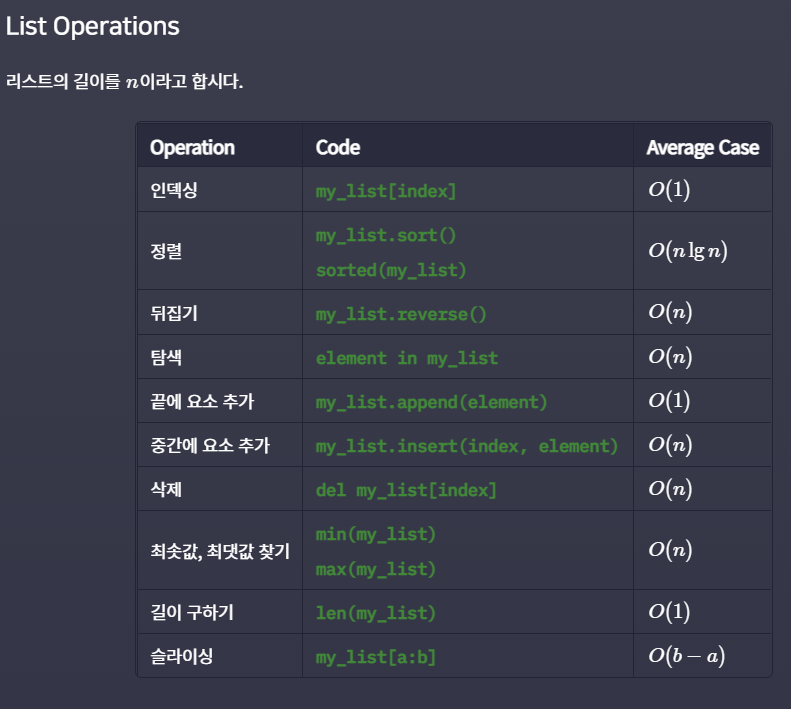 List Operations
리스트의 길이를 n이라고 합시다.
Operation Code Average Case
인덱싱 my_list[index] O(1)
정렬 my_list.sort() O(n lg n)
sorted(my_list)
뒤집기 my_list.reverse() O(n)
탐색 element in my_list O(n)
끝에 요소 추가 my_list.append(element) O(1)
중간에 요소 추가 my_list.insert(index, element) O(n)
삭제 del my_list[index] O(n)
최솟값, 최댓값 찾기 min(my_list) O(n)
max(my_list)
길이 구하기 len(my_list) O(1)
슬라이싱 my_list[a:b] O(b − a)